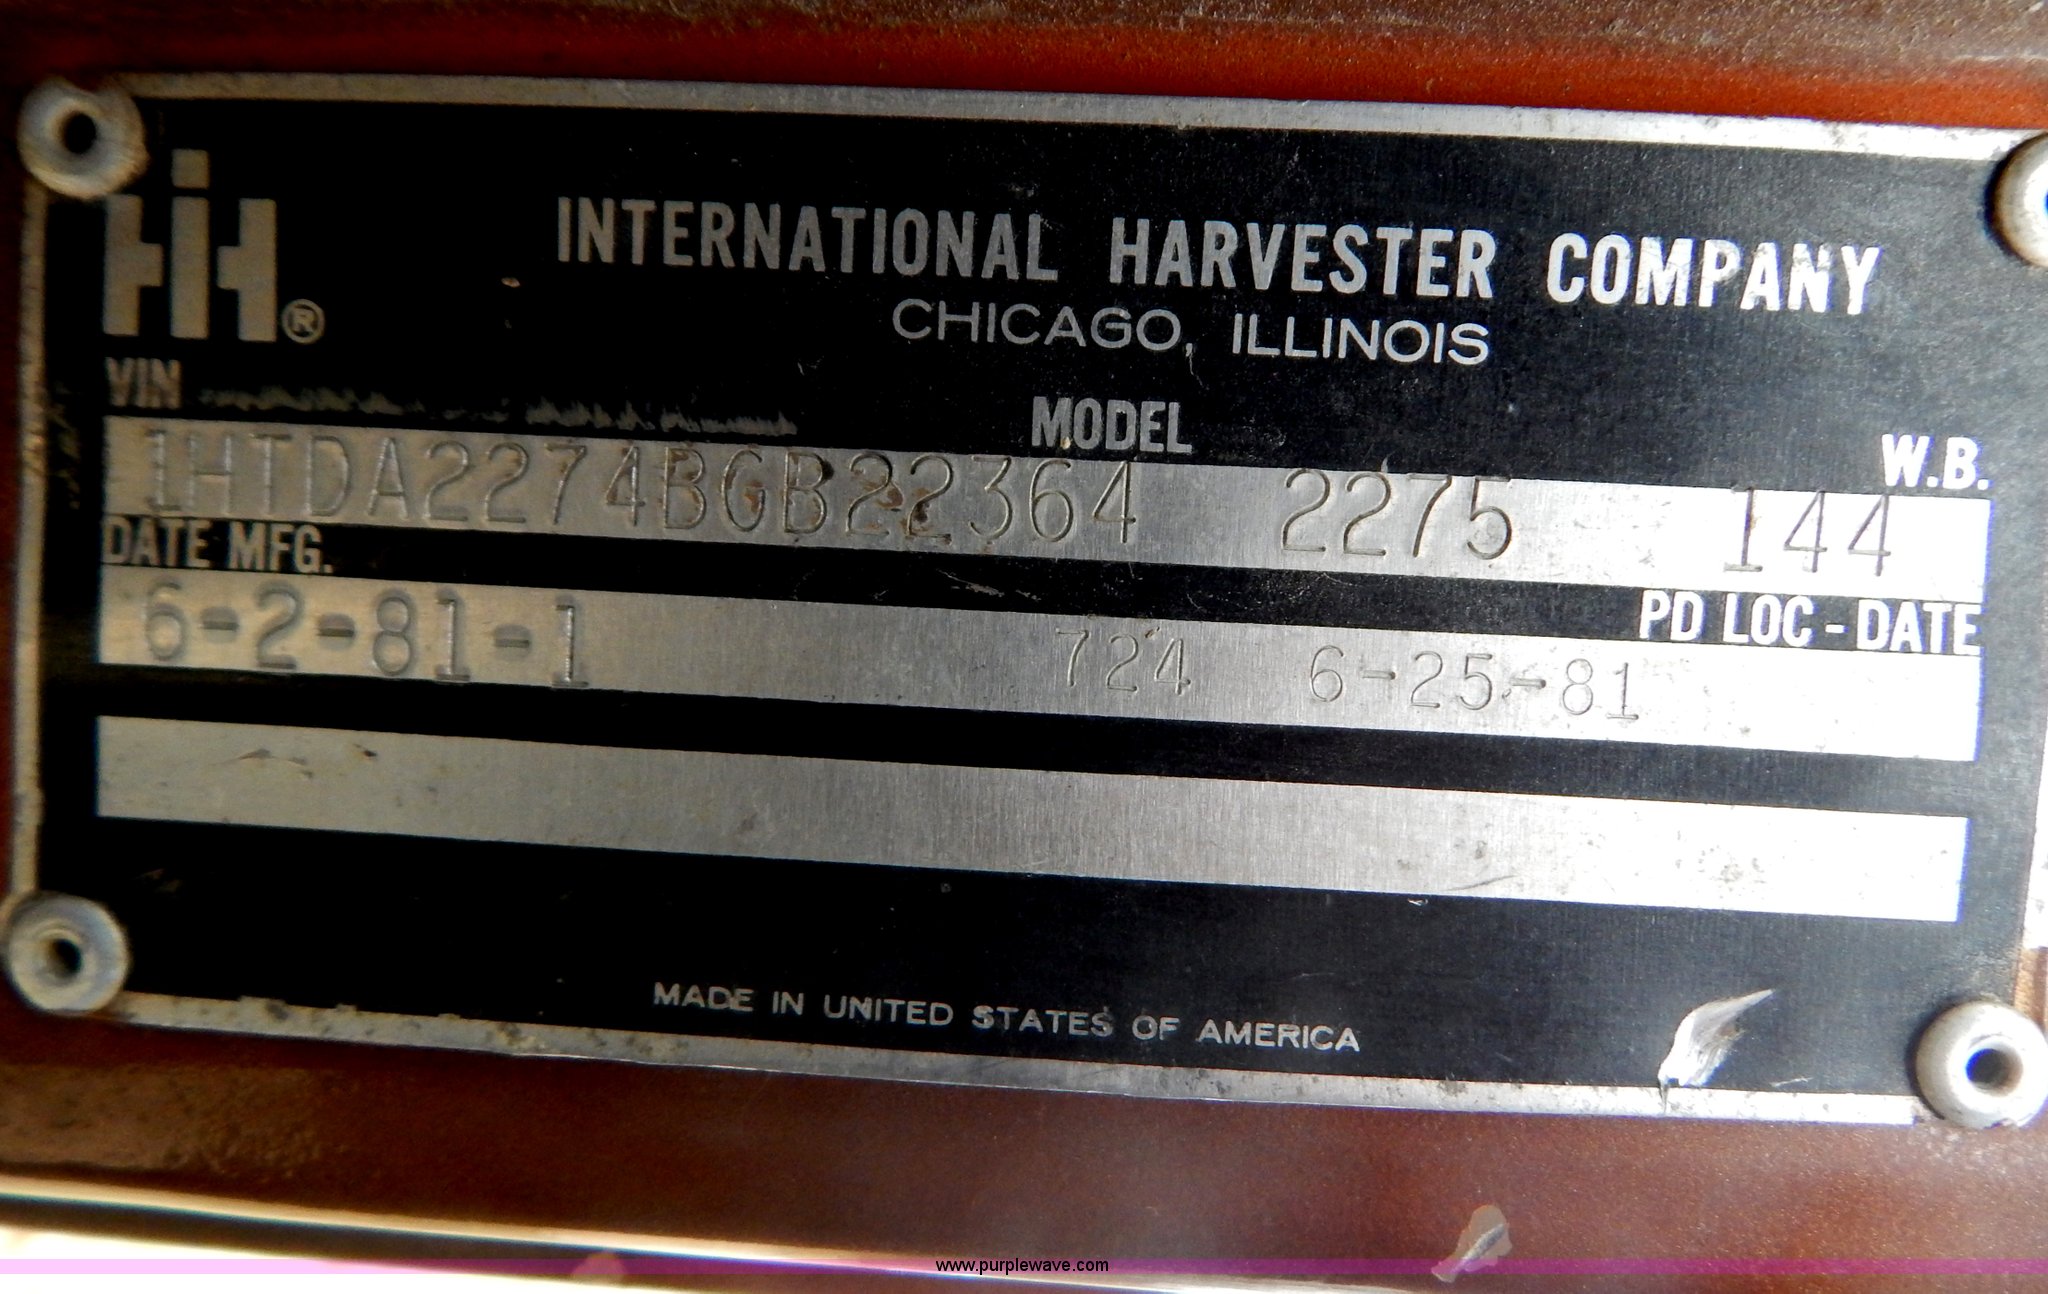 IH®
INTERNATIONAL HARVESTER COMPANY
CHICAGO, ILLINOIS
VIN MODEL W.B.
1HTDA2274BGB22364 2275 144
DATE MFG. PD LOC - DATE
6-2-81-1 724 6-25-81
MADE IN UNITED STATES OF AMERICA
www.purplewave.com